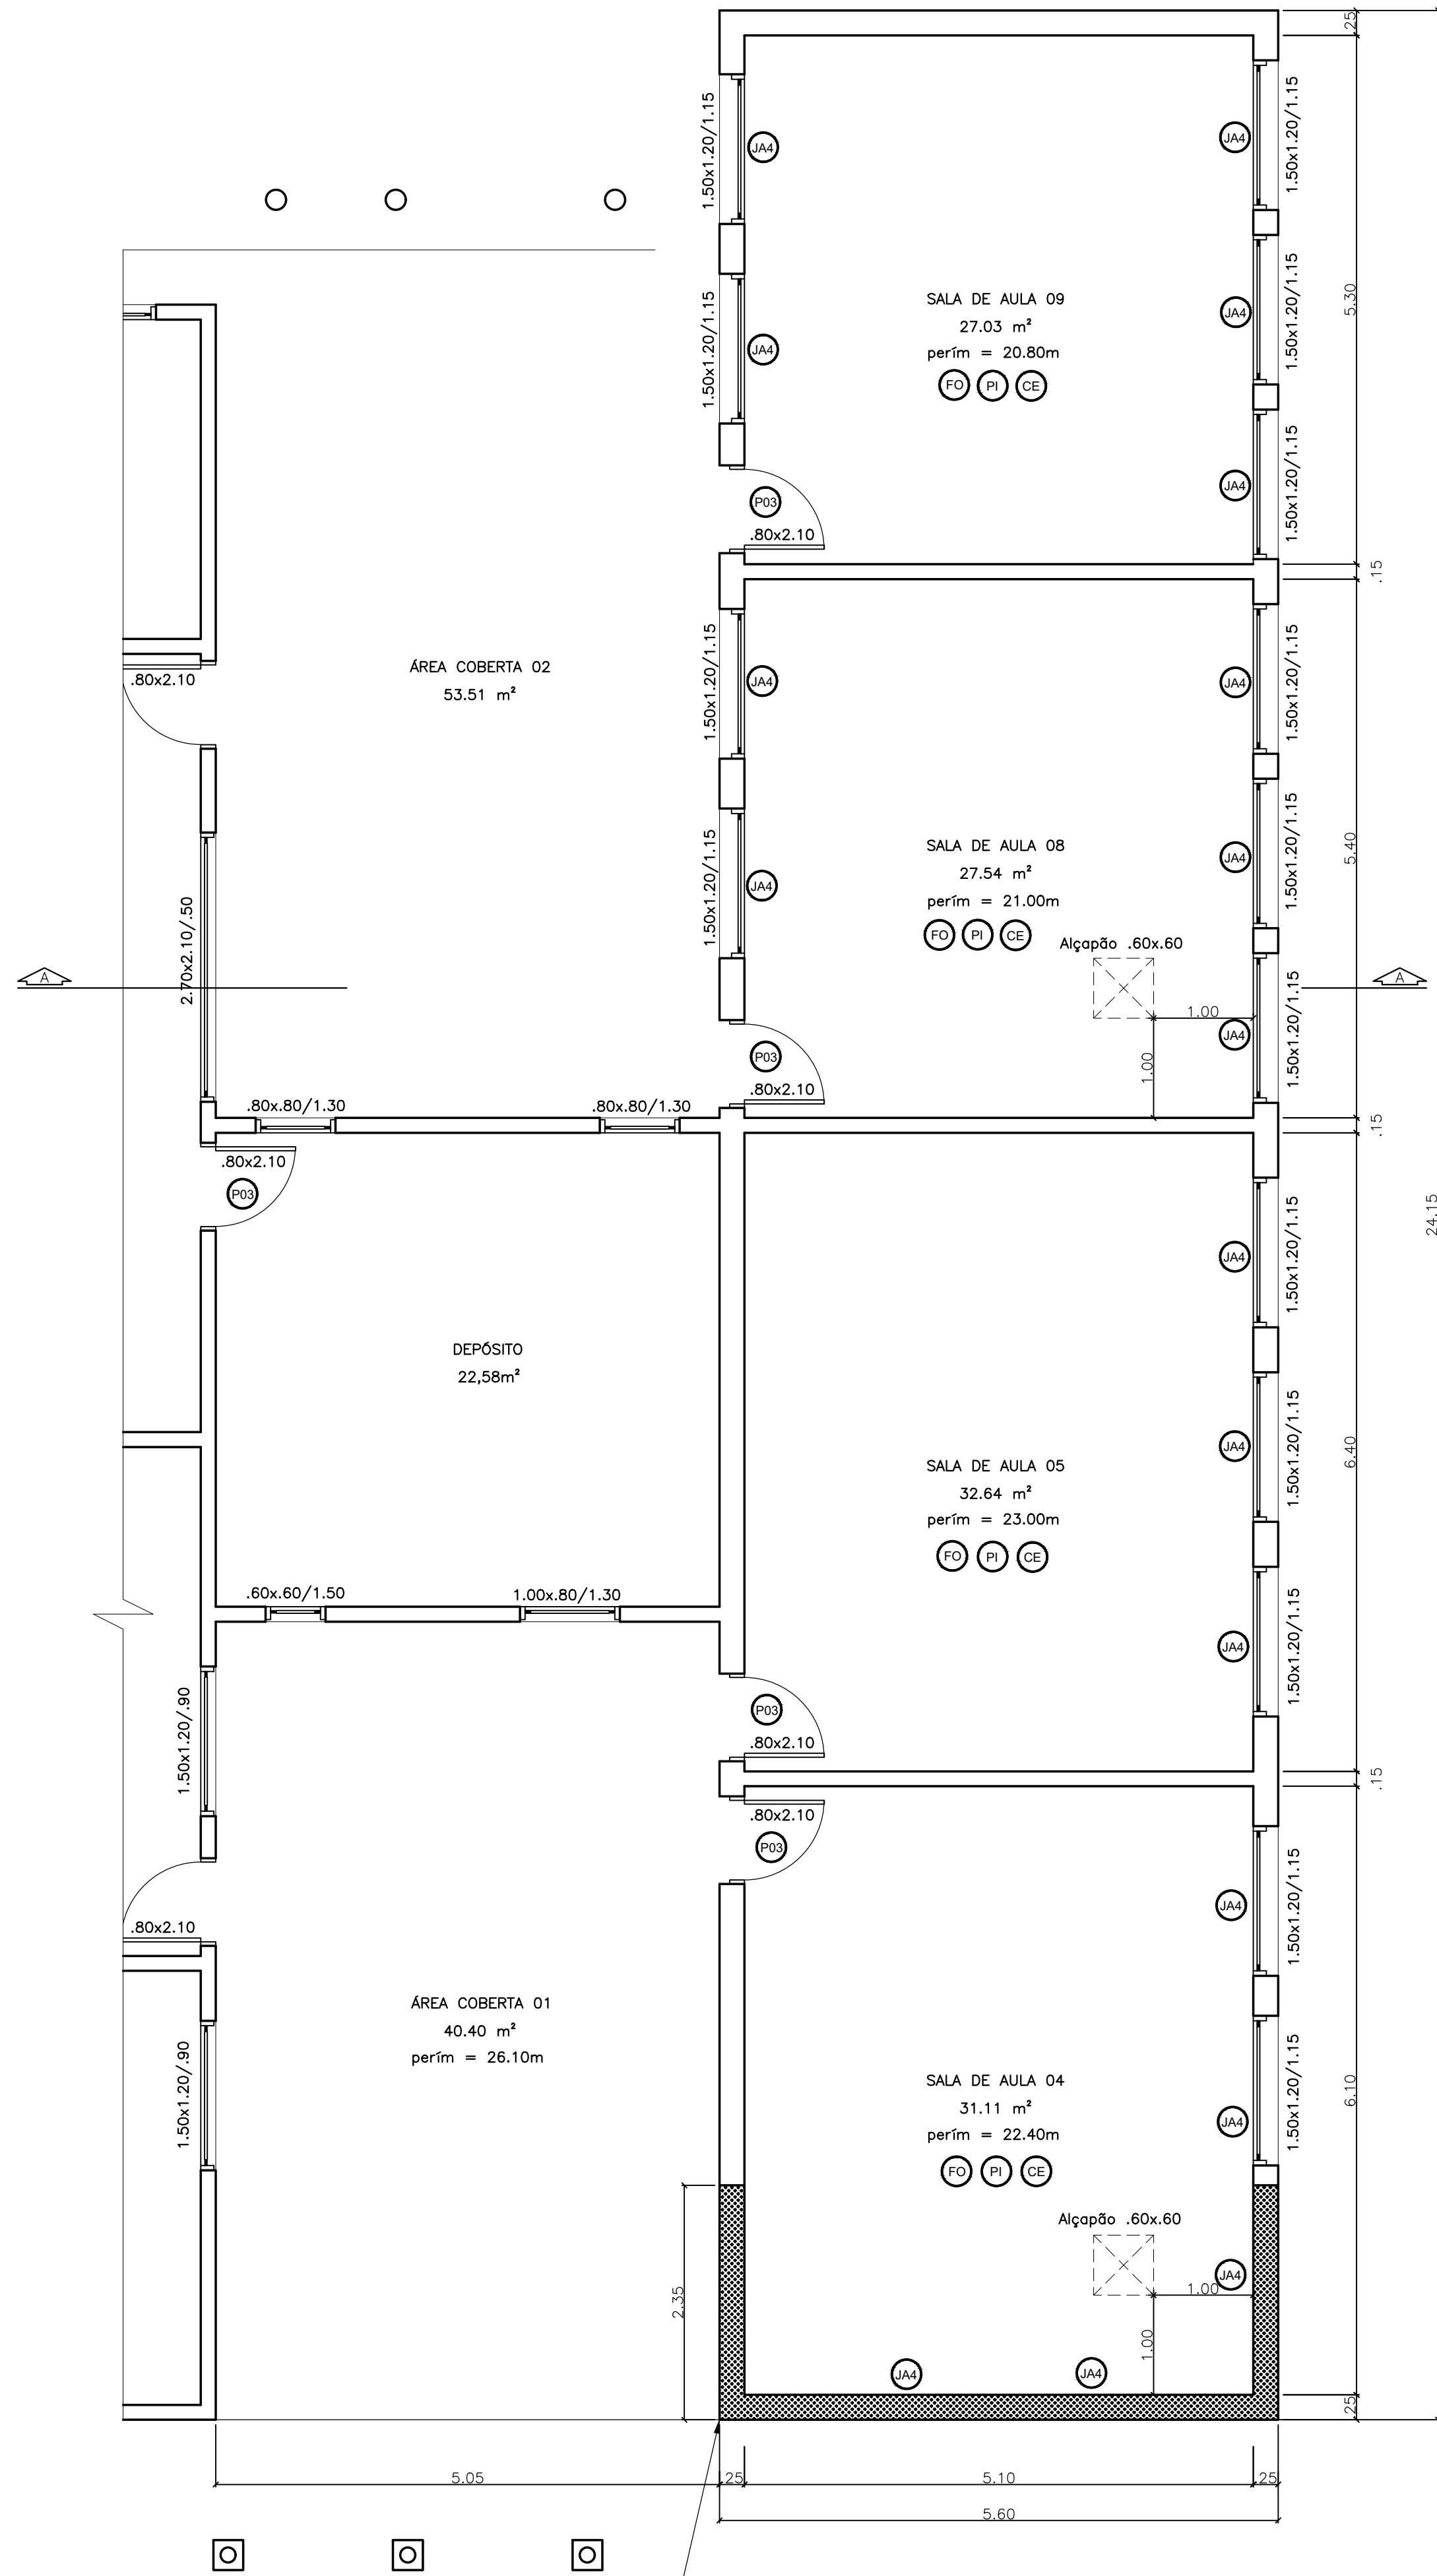 .25
1.50x1.20/1.15
1.50x1.20/1.15
JA4
JA4
SALA DE AULA 09
27.03 m²
perím = 20.80m
FO PI CE
JA4
1.50x1.20/1.15
5.30
1.50x1.20/1.15
JA4
JA4
1.50x1.20/1.15
P03
.80x2.10
.15
ÁREA COBERTA 02
53.51 m²
.80x2.10
1.50x1.20/1.15
JA4
JA4
1.50x1.20/1.15
SALA DE AULA 08
27.54 m²
perím = 21.00m
FO PI CE
JA4
1.50x1.20/1.15
5.40
1.50x1.20/1.15
JA4
Alçapão .60x.60
A
2.70x2.10/.50
A
1.00
1.00
JA4
1.50x1.20/1.15
P03
.80x2.10
.80x.80/1.30
.80x.80/1.30
.15
.80x2.10
P03
24.15
JA4
1.50x1.20/1.15
DEPÓSITO
22,58m²
SALA DE AULA 05
32.64 m²
perím = 23.00m
FO PI CE
JA4
1.50x1.20/1.15
6.40
.60x.60/1.50
1.00x.80/1.30
JA4
1.50x1.20/1.15
1.50x1.20/.90
P03
.80x2.10
.15
.80x2.10
P03
JA4
1.50x1.20/1.15
.80x2.10
ÁREA COBERTA 01
40.40 m²
perím = 26.10m
1.50x1.20/.90
SALA DE AULA 04
31.11 m²
perím = 22.40m
FO PI CE
JA4
1.50x1.20/1.15
6.10
Alçapão .60x.60
2.35
JA4
1.00
1.00
JA4
JA4
.25
5.05
.25
5.10
.25
5.60